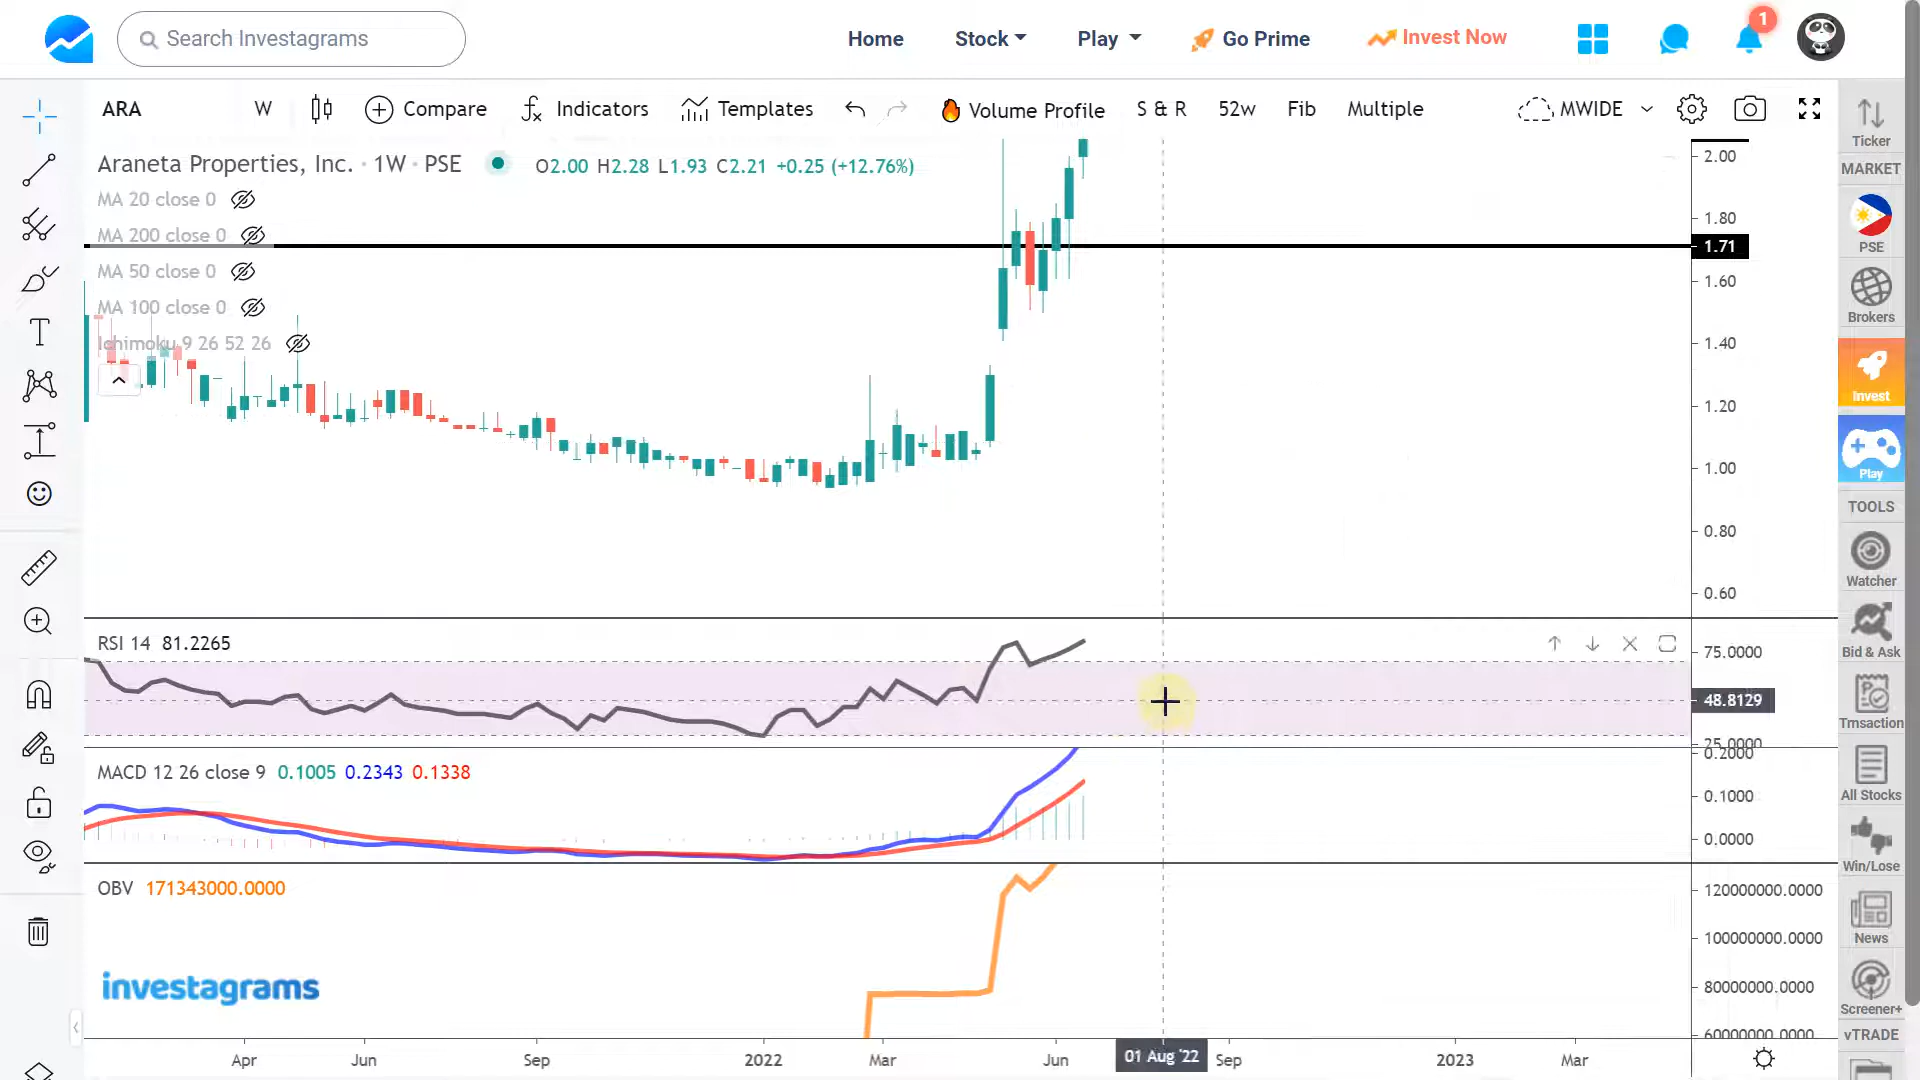 Search Investagrams
Home
Stock
Play
Go Prime
Invest Now
1
ARA
W
Compare
Indicators
Templates
Volume Profile
S & R
52w
Fib
Multiple
MWIDE
Araneta Properties, Inc. · 1W · PSE
O2.00 H2.28 L1.93 C2.21 +0.25 (+12.76%)
MA 20 close 0
MA 200 close 0
MA 50 close 0
MA 100 close 0
Ichimoku 9 26 52 26
2.00
1.80
1.71
1.60
1.40
1.20
1.00
0.80
0.60
RSI 14 81.2265
75.0000
48.8129
25.0000
MACD 12 26 close 9 0.1005 0.2343 0.1338
0.2000
0.1000
0.0000
OBV 171343000.0000
120000000.0000
100000000.0000
80000000.0000
60000000.0000
investagrams
Apr
Jun
Sep
2022
Mar
Jun
01 Aug '22
Sep
2023
Mar
Ticker
MARKET
PSE
Brokers
Invest
Play
TOOLS
Watcher
Bid & Ask
Trnsaction
All Stocks
Win/Lose
News
Screener+
vTRADE